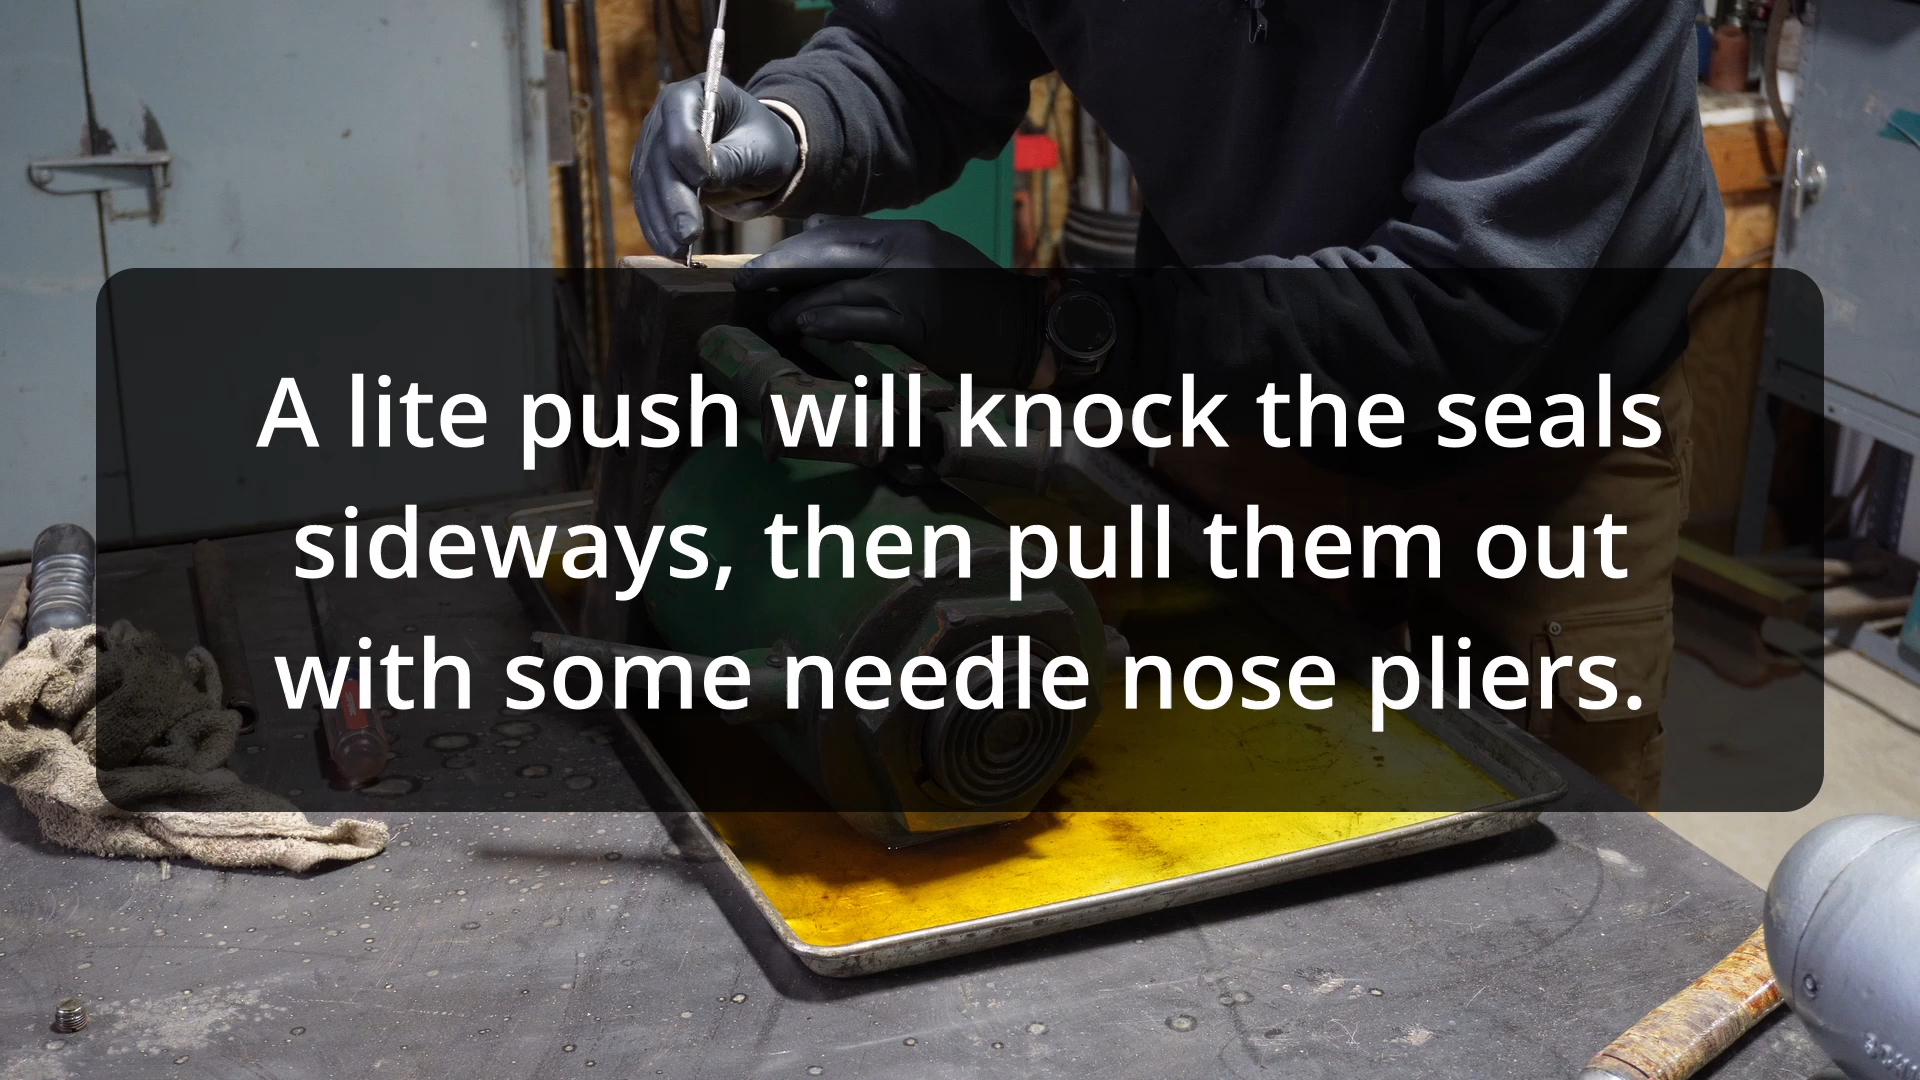 A lite push will knock the seals
sideways, then pull them out
with some needle nose pliers.